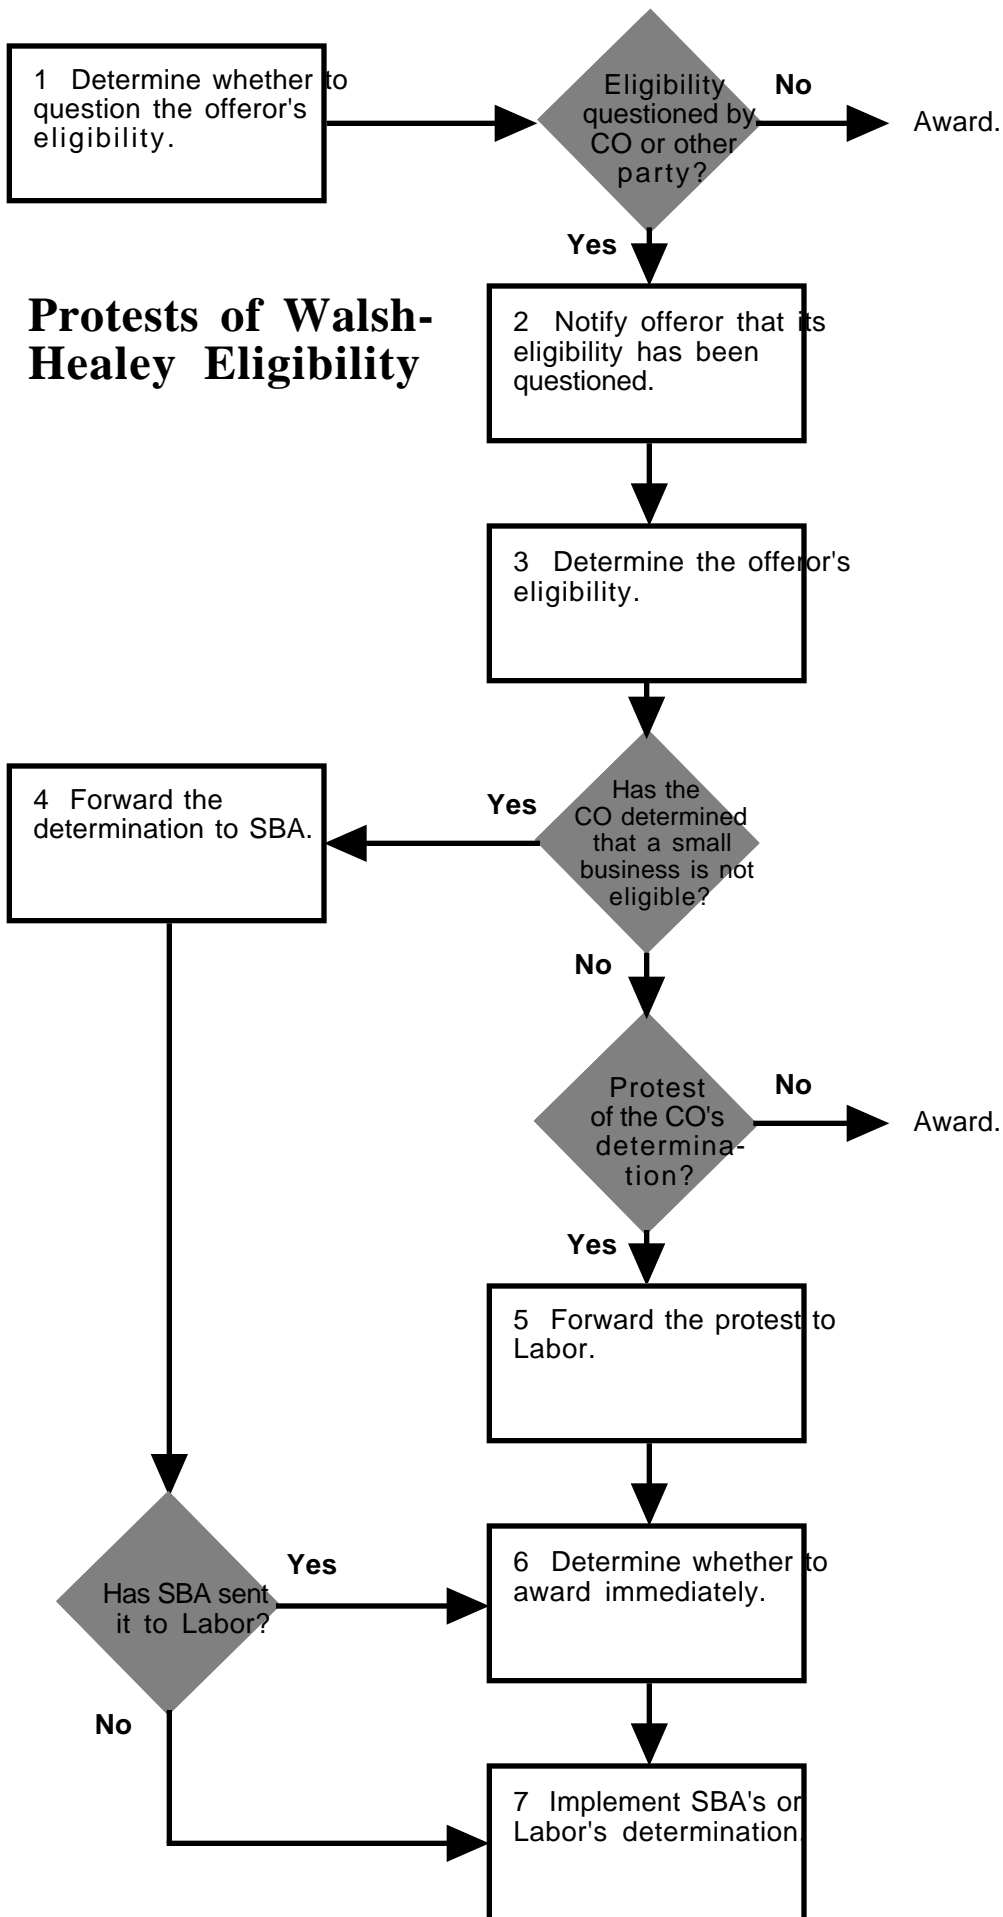 1 Determine whether to
question the offeror's
eligibility.
Eligibility
questioned by
CO or other
party?
No
Award.
Yes
Protests of Walsh-
Healey Eligibility
2 Notify offeror that its
eligibility has been
questioned.
3 Determine the offeror's
eligibility.
Has the
CO determined
that a small
business is not
eligible?
Yes
4 Forward the
determination to SBA.
No
Protest
of the CO's
determina-
tion?
No
Award.
Yes
5 Forward the protest to
Labor.
Has SBA sent
it to Labor?
Yes
6 Determine whether to
award immediately.
No
7 Implement SBA's or
Labor's determination.